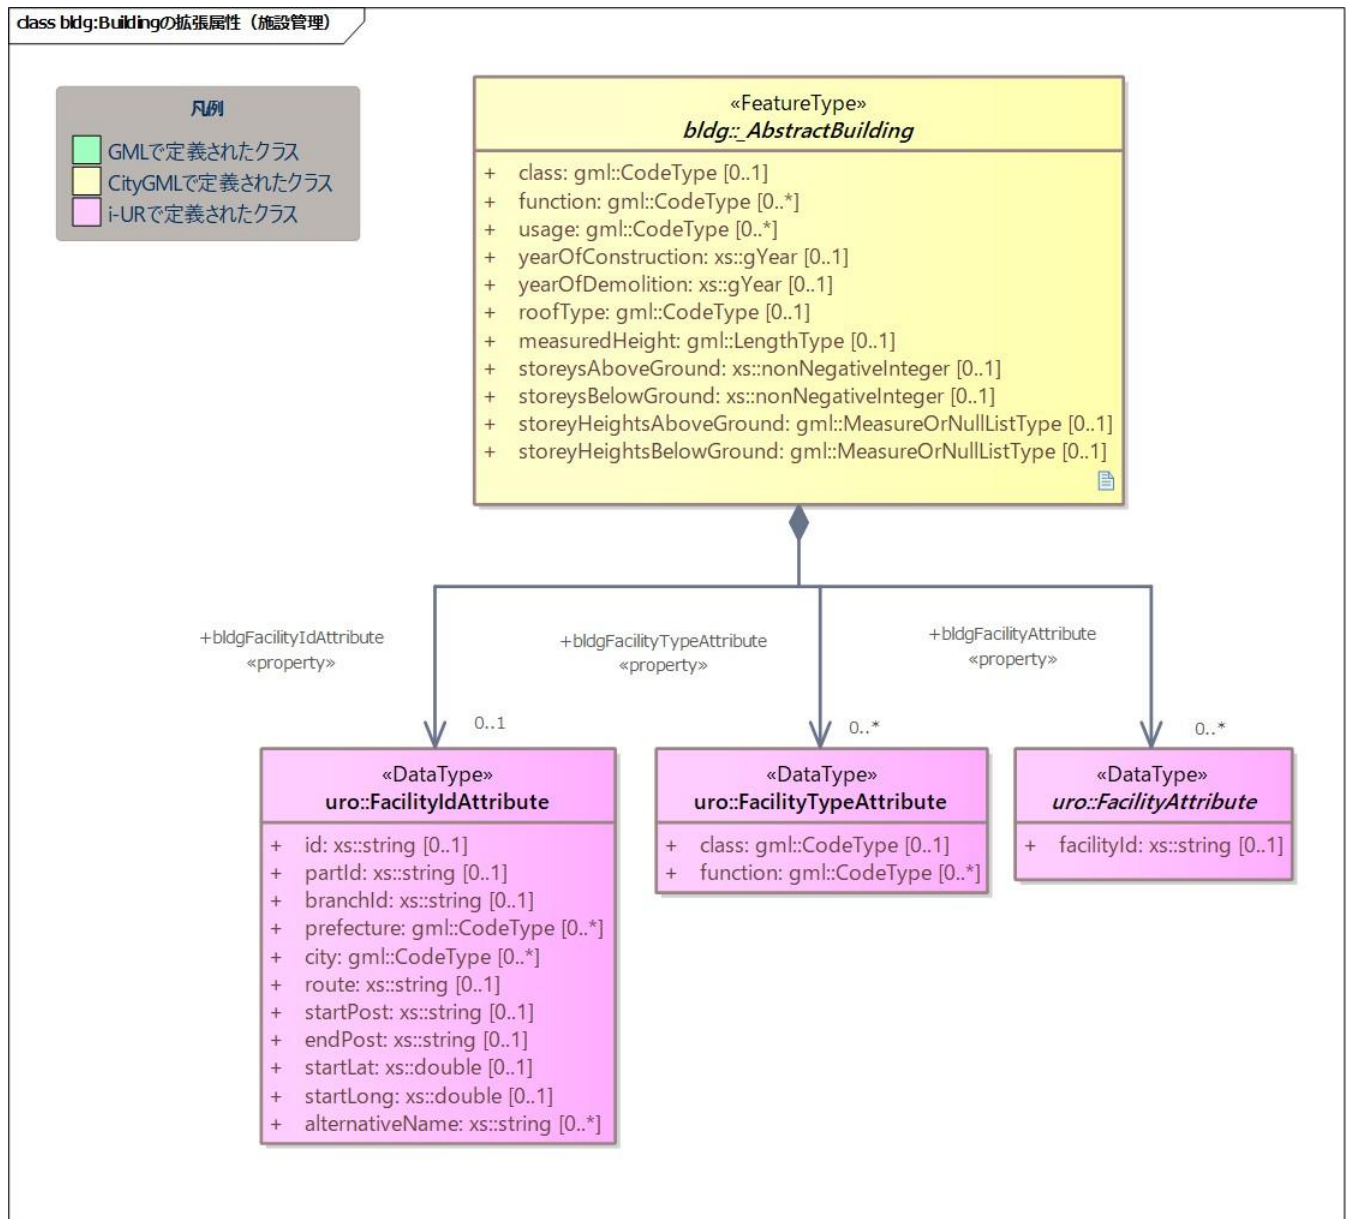 class bldg:Buildingの拡張属性（施設管理）
凡例
GMLで定義されたクラス
CityGMLで定義されたクラス
i-URで定義されたクラス
«FeatureType»
bldg::_AbstractBuilding
+ class: gml::CodeType [0..1]
+ function: gml::CodeType [0..*]
+ usage: gml::CodeType [0..*]
+ yearOfConstruction: xs::gYear [0..1]
+ yearOfDemolition: xs::gYear [0..1]
+ roofType: gml::CodeType [0..1]
+ measuredHeight: gml::LengthType [0..1]
+ storeysAboveGround: xs::nonNegativeInteger [0..1]
+ storeysBelowGround: xs::nonNegativeInteger [0..1]
+ storeyHeightsAboveGround: gml::MeasureOrNullListType [0..1]
+ storeyHeightsBelowGround: gml::MeasureOrNullListType [0..1]
+bldgFacilityIdAttribute
«property»
0..1
+bldgFacilityTypeAttribute
«property»
0..*
+bldgFacilityAttribute
«property»
0..*
«DataType»
uro::FacilityIdAttribute
+ id: xs::string [0..1]
+ partId: xs::string [0..1]
+ branchId: xs::string [0..1]
+ prefecture: gml::CodeType [0..*]
+ city: gml::CodeType [0..*]
+ route: xs::string [0..1]
+ startPost: xs::string [0..1]
+ endPost: xs::string [0..1]
+ startLat: xs::double [0..1]
+ startLong: xs::double [0..1]
+ alternativeName: xs::string [0..*]
«DataType»
uro::FacilityTypeAttribute
+ class: gml::CodeType [0..1]
+ function: gml::CodeType [0..*]
«DataType»
uro::FacilityAttribute
+ facilityId: xs::string [0..1]